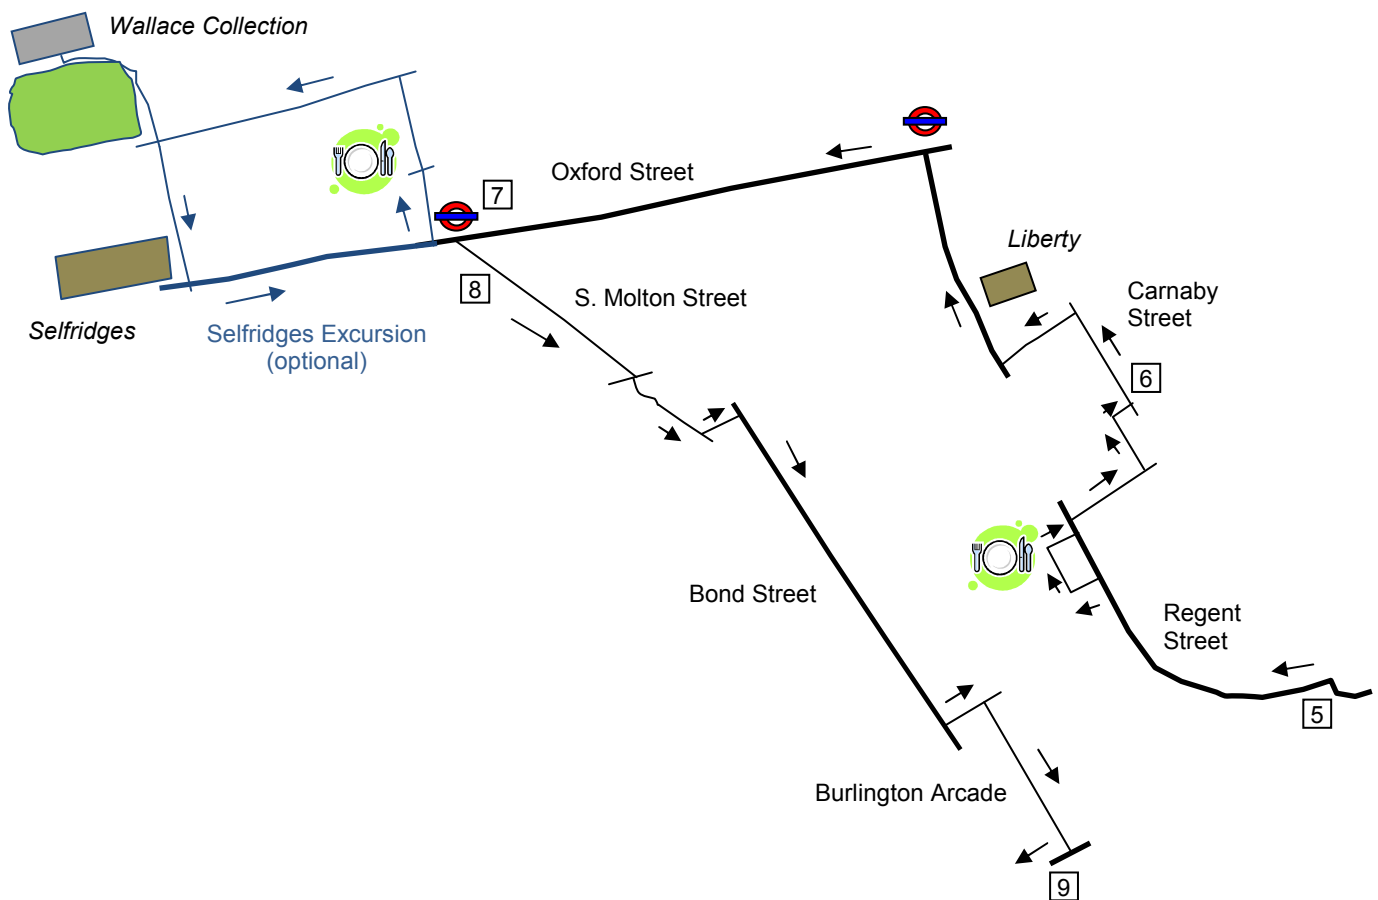 Wallace Collection
7
Oxford Street
Liberty
8
S. Molton Street
Carnaby
Street
Selfridges
Selfridges Excursion
(optional)
6
Bond Street
Regent
Street
5
Burlington Arcade
9